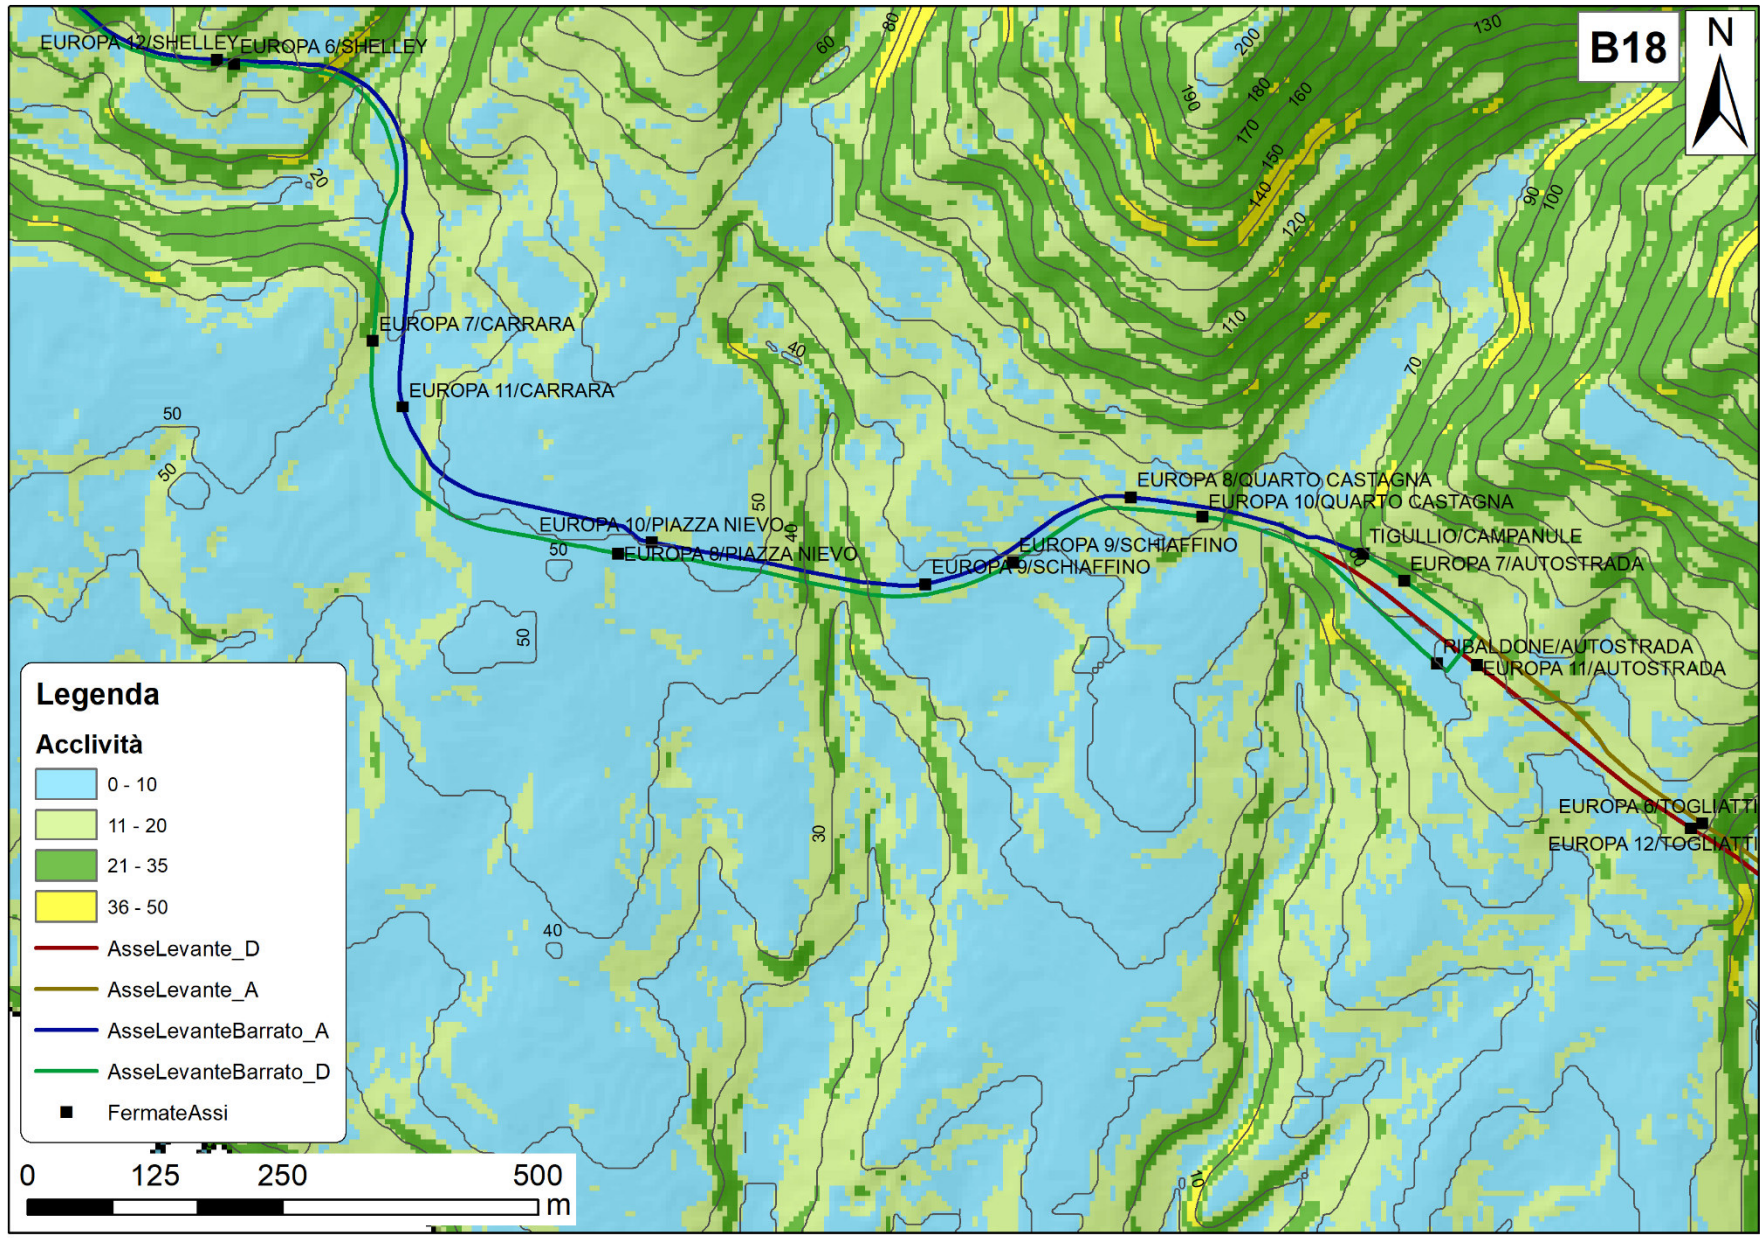 B18
N
80
60
130
200
180
160
190
170
150
140
120
110
90
100
70
EUROPA 12/SHELLEY
EUROPA 6/SHELLEY
20
EUROPA 7/CARRARA
40
EUROPA 11/CARRARA
50
50
EUROPA 8/QUARTO CASTAGNA
EUROPA 10/QUARTO CASTAGNA
50
40
EUROPA 10/PIAZZA NIEVO
50
EUROPA 8/PIAZZA NIEVO
EUROPA 9/SCHIAFFINO
EUROPA 9/SCHIAFFINO
TIGULLIO/CAMPANULE
EUROPA 7/AUTOSTRADA
50
RIBALDONE/AUTOSTRADA
EUROPA 11/AUTOSTRADA
EUROPA 6/TOGLIATTI
EUROPA 12/TOGLIATTI
30
40
10
Legenda
Acclività
0 - 10
11 - 20
21 - 35
36 - 50
AsseLevante_D
AsseLevante_A
AsseLevanteBarrato_A
AsseLevanteBarrato_D
FermateAssi
0 125 250 500
m